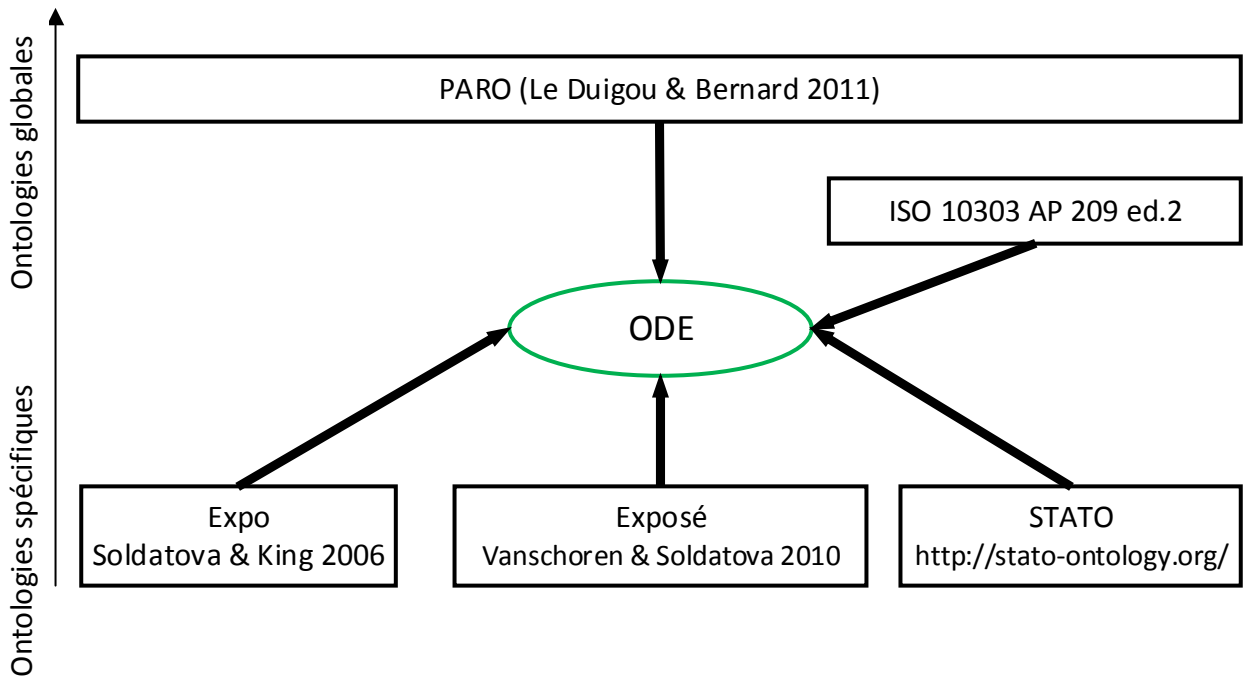 Ontologies globales
PARO (Le Duigou & Bernard 2011)
ISO 10303 AP 209 ed.2
ODE
Ontologies spécifiques
Expo
Soldatova & King 2006
Exposé
Vanschoren & Soldatova 2010
STATO
http://stato-ontology.org/